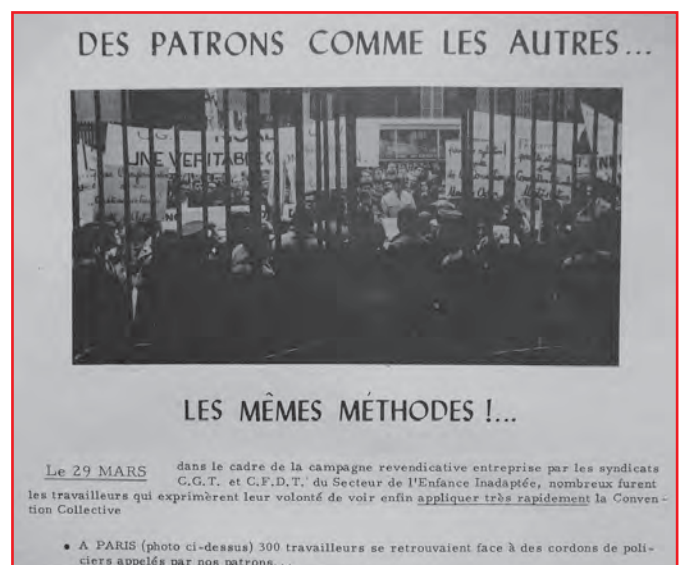 DES PATRONS COMME LES AUTRES...
UNE VERITABLE
LES MÊMES MÉTHODES !...
Le 29 MARS dans le cadre de la campagne revendicative entreprise par les syndicats
C.G.T. et C.F.D.T. du Secteur de l'Enfance Inadaptée, nombreux furent
les travailleurs qui exprimèrent leur volonté de voir enfin appliquer très rapidement la Conven-
tion Collective
• A PARIS (photo ci-dessus) 300 travailleurs se retrouvaient face à des cordons de poli-
ciers appelés par nos patrons...